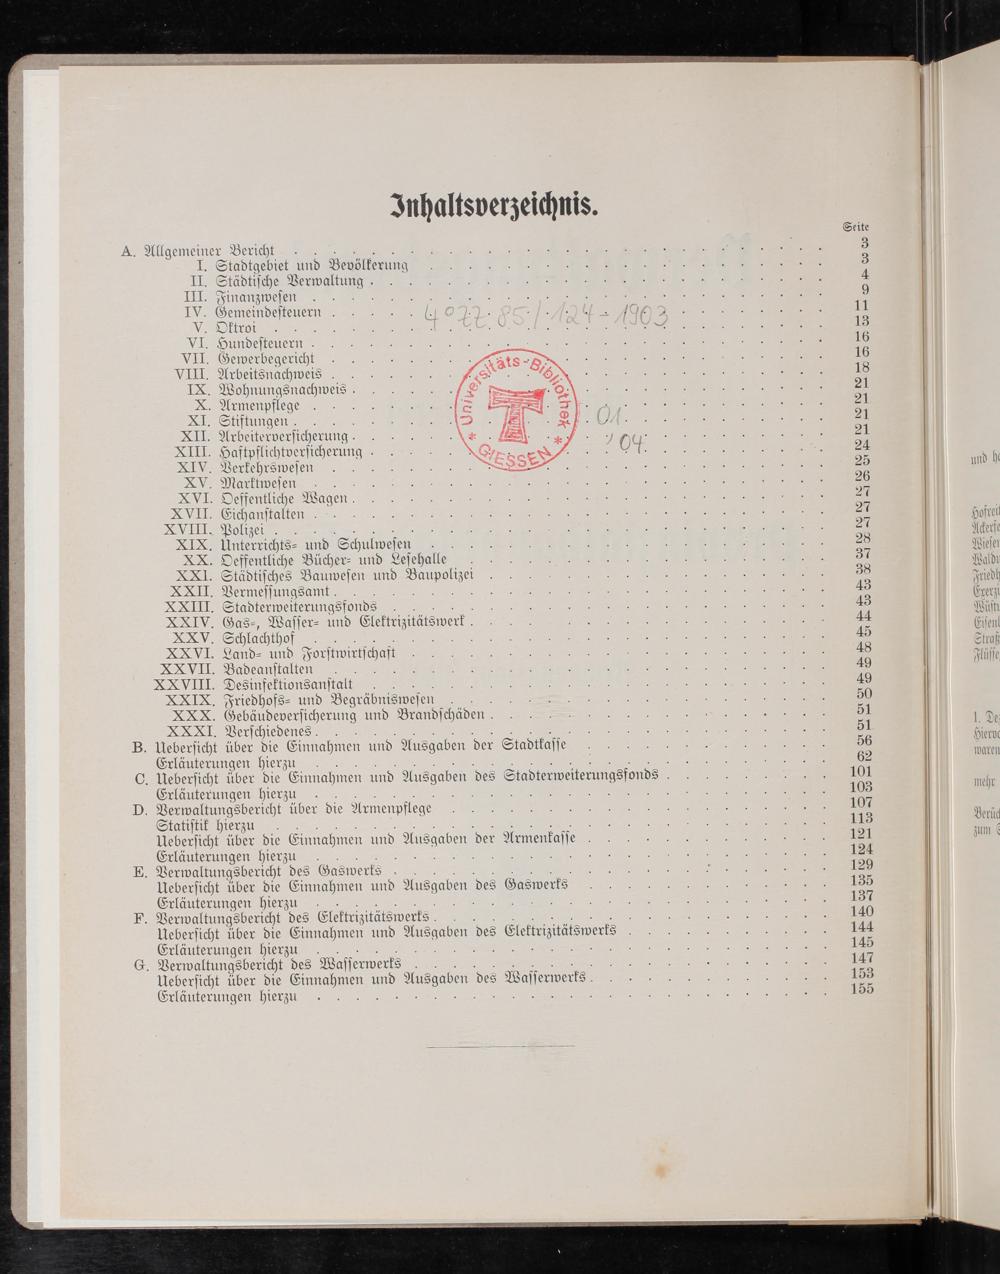 Inhaltsverzeichnis.
Seite
A. Allgemeiner Bericht 3
I. Stadtgebiet und Bevölkerung 3
II. Städtische Verwaltung 4
III. Finanzwesen 9
IV. Gemeindesteuern 11
V. Oktroi 13
VI. Hundesteuern 16
VII. Gewerbegericht 16
VIII. Arbeitsnachweis 18
IX. Wohnungsnachweis 21
X. Armenpflege 21
XI. Stiftungen 21
XII. Arbeiterversicherung 21
XIII. Haftpflichtversicherung 24
XIV. Verkehrswesen 25
XV. Marktwesen 26
XVI. Oeffentliche Wagen 27
XVII. Eichanstalten 27
XVIII. Polizei 27
XIX. Unterrichts- und Schulwesen 28
XX. Oeffentliche Bücher- und Lesehalle 37
XXI. Städtisches Bauwesen und Baupolizei 38
XXII. Vermessungsamt 43
XXIII. Stadterweiterungsfonds 43
XXIV. Gas-, Wasser- und Elektrizitätswerk 44
XXV. Schlachthof 45
XXVI. Land- und Forstwirtschaft 48
XXVII. Badeanstalten 49
XXVIII. Desinfektionsanstalt 49
XXIX. Friedhofs- und Begräbniswesen 50
XXX. Gebäudeversicherung und Brandschäden 51
XXXI. Verschiedenes 51
B. Uebersicht über die Einnahmen und Ausgaben der Stadtkasse 56
Erläuterungen hierzu 62
C. Uebersicht über die Einnahmen und Ausgaben des Stadterweiterungsfonds 101
Erläuterungen hierzu 103
D. Verwaltungsbericht über die Armenpflege 107
Statistik hierzu 113
Uebersicht über die Einnahmen und Ausgaben der Armenkasse 121
Erläuterungen hierzu 124
E. Verwaltungsbericht des Gaswerks 129
Uebersicht über die Einnahmen und Ausgaben des Gaswerks 135
Erläuterungen hierzu 137
F. Verwaltungsbericht des Elektrizitätswerks 140
Uebersicht über die Einnahmen und Ausgaben des Elektrizitätswerks 144
Erläuterungen hierzu 145
G. Verwaltungsbericht des Wasserwerks 147
Uebersicht über die Einnahmen und Ausgaben des Wasserwerks 153
Erläuterungen hierzu 155
4° ZZ 85/124-1903
Universitäts-Bibliothek
* GIESSEN *
01.
'04